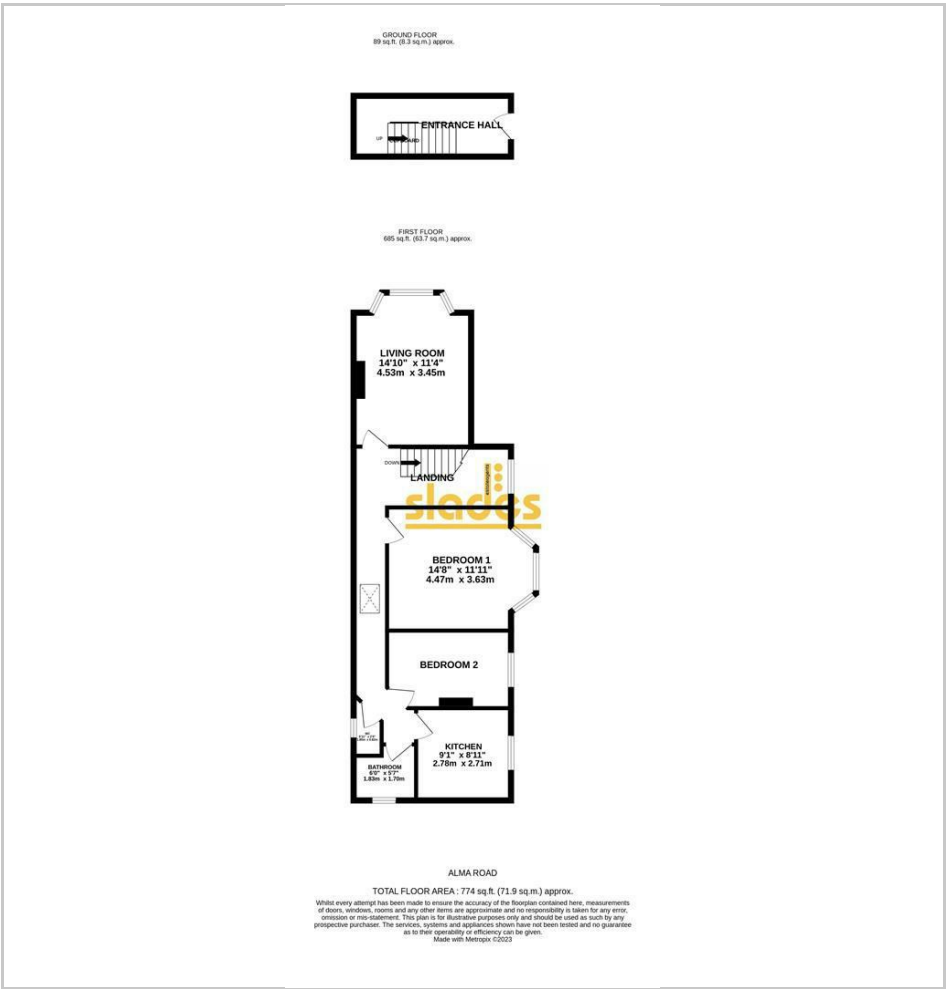 GROUND FLOOR
89 sq.ft. (8.3 sq.m.) approx.
ENTRANCE HALL
UP
FIRST FLOOR
685 sq.ft. (63.7 sq.m.) approx.
LIVING ROOM
14'10" x 11'4"
4.53m x 3.45m
DOWN
LANDING
slades
estateagents
BEDROOM 1
14'8" x 11'11"
4.47m x 3.63m
BEDROOM 2
KITCHEN
9'1" x 8'11"
2.78m x 2.71m
BATHROOM
6'0" x 5'7"
1.83m x 1.70m
ALMA ROAD
TOTAL FLOOR AREA : 774 sq.ft. (71.9 sq.m.) approx.
Whilst every attempt has been made to ensure the accuracy of the floorplan contained here, measurements
of doors, windows, rooms and any other items are approximate and no responsibility is taken for any error,
omission or mis-statement. This plan is for illustrative purposes only and should be used as such by any
prospective purchaser. The services, systems and appliances shown have not been tested and no guarantee
as to their operability or efficiency can be given.
Made with Metropix ©2023